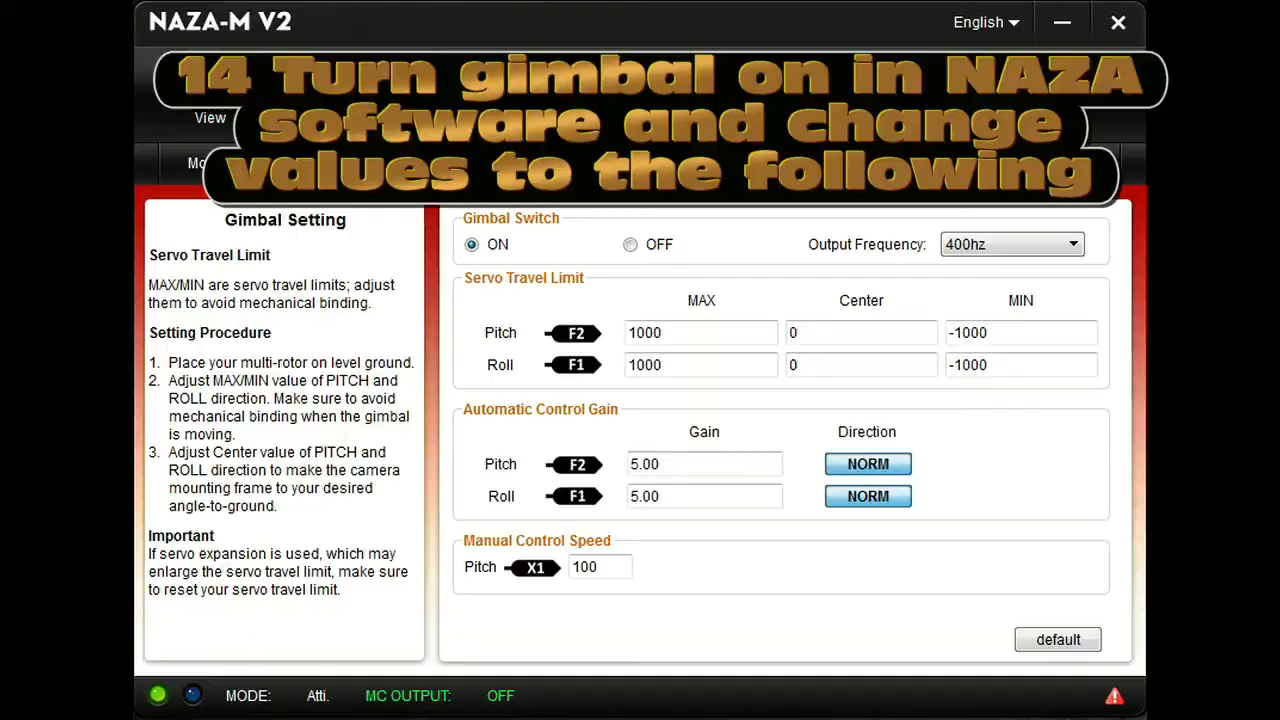 NAZA-M V2
English
14 Turn gimbal on in NAZA
software and change
values to the following
View
Mo
Gimbal Setting
Servo Travel Limit
MAX/MIN are servo travel limits; adjust
them to avoid mechanical binding.
Setting Procedure
1. Place your multi-rotor on level ground.
2. Adjust MAX/MIN value of PITCH and
ROLL direction. Make sure to avoid
mechanical binding when the gimbal
is moving.
3. Adjust Center value of PITCH and
ROLL direction to make the camera
mounting frame to your desired
angle-to-ground.
Important
If servo expansion is used, which may
enlarge the servo travel limit, make sure
to reset your servo travel limit.
Gimbal Switch
ON OFF Output Frequency: 400hz
Servo Travel Limit
MAX Center MIN
Pitch F2 1000 0 -1000
Roll F1 1000 0 -1000
Automatic Control Gain
Gain Direction
Pitch F2 5.00 NORM
Roll F1 5.00 NORM
Manual Control Speed
Pitch X1 100
default
MODE: Atti. MC OUTPUT: OFF